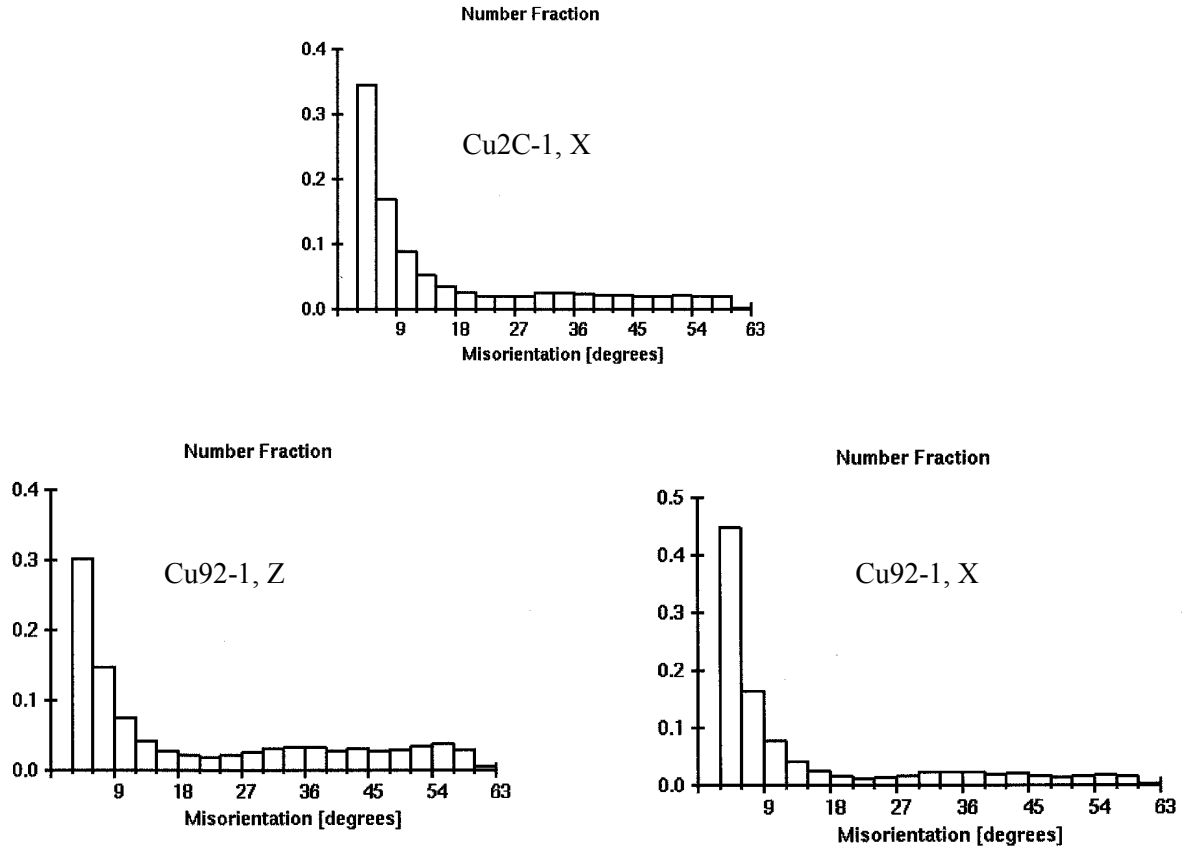 Number Fraction
0.4
0.3
Cu2C-1, X
0.2
0.1
0.0
9 18 27 36 45 54 63
Misorientation [degrees]
Number Fraction
0.4
0.3
Cu92-1, Z
0.2
0.1
0.0
9 18 27 36 45 54 63
Misorientation [degrees]
Number Fraction
0.5
0.4
Cu92-1, X
0.3
0.2
0.1
0.0
9 18 27 36 45 54 63
Misorientation [degrees]